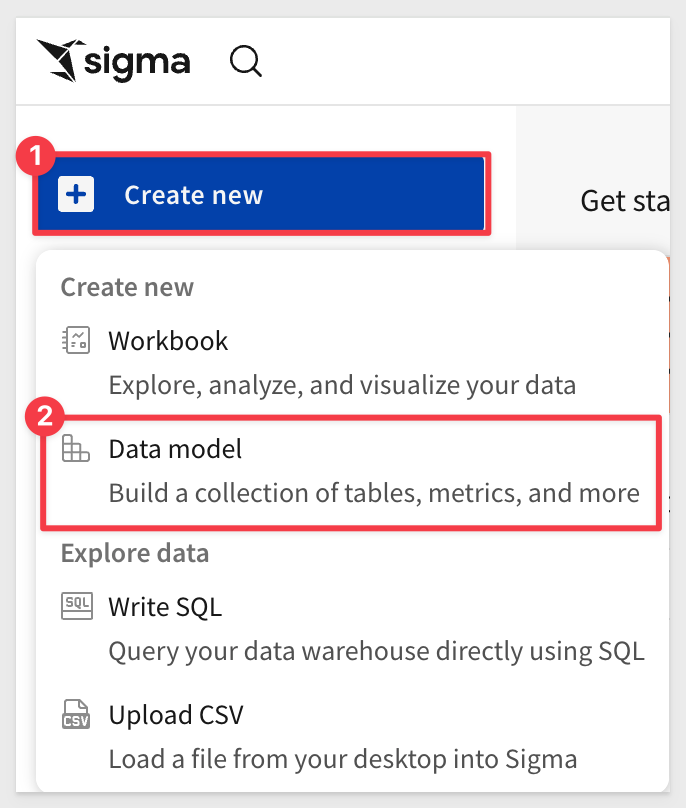 sigma
1
Create new
Get sta
Create new
Workbook
Explore, analyze, and visualize your data
2
Data model
Build a collection of tables, metrics, and more
Explore data
SQL
Write SQL
Query your data warehouse directly using SQL
CSV
Upload CSV
Load a file from your desktop into Sigma